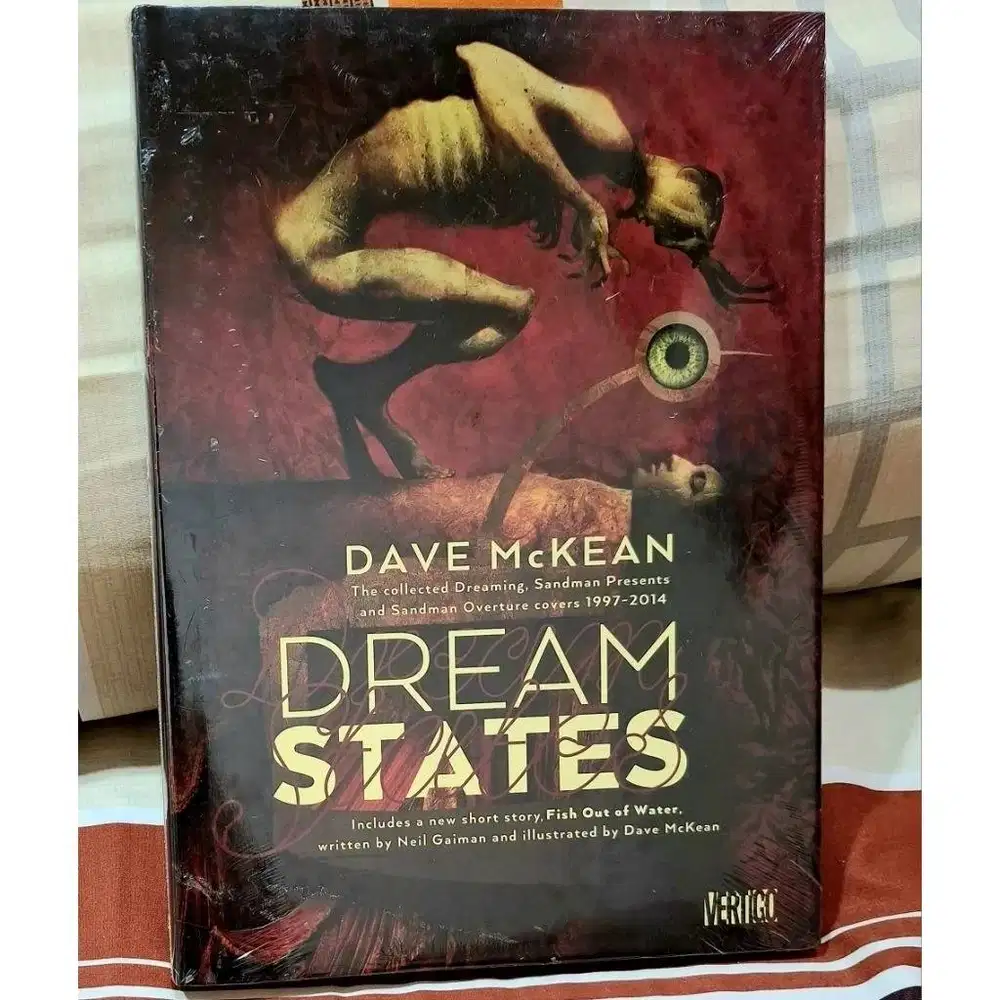 DAVE McKEAN
The collected Dreaming, Sandman Presents
and Sandman Overture covers 1997-2014
DREAM
STATES
Includes a new short story, Fish Out of Water,
written by Neil Gaiman and illustrated by Dave McKean
VERTIGO